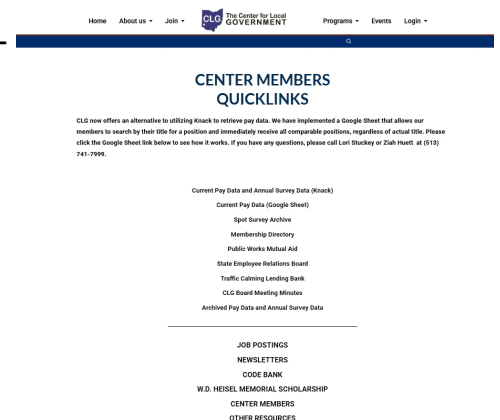 Home About us Join CLG The Center for Local GOVERNMENT Programs Events Login
CENTER MEMBERS
QUICKLINKS
CLG now offers an alternative to utilizing Knack to retrieve pay data. We have implemented a Google Sheet that allows our
members to search by their title for a position and immediately receive all comparable positions, regardless of actual title. Please
click the Google Sheet link below to see how it works. If you have any questions, please call Lori Stuckey or Ziah Huett at (513)
741-7999.
Current Pay Data and Annual Survey Data (Knack)
Current Pay Data (Google Sheet)
Spot Survey Archive
Membership Directory
Public Works Mutual Aid
State Employee Relations Board
Traffic Calming Lending Bank
CLG Board Meeting Minutes
Archived Pay Data and Annual Survey Data
JOB POSTINGS
NEWSLETTERS
CODE BANK
W.D. HEISEL MEMORIAL SCHOLARSHIP
CENTER MEMBERS
OTHER RESOURCES